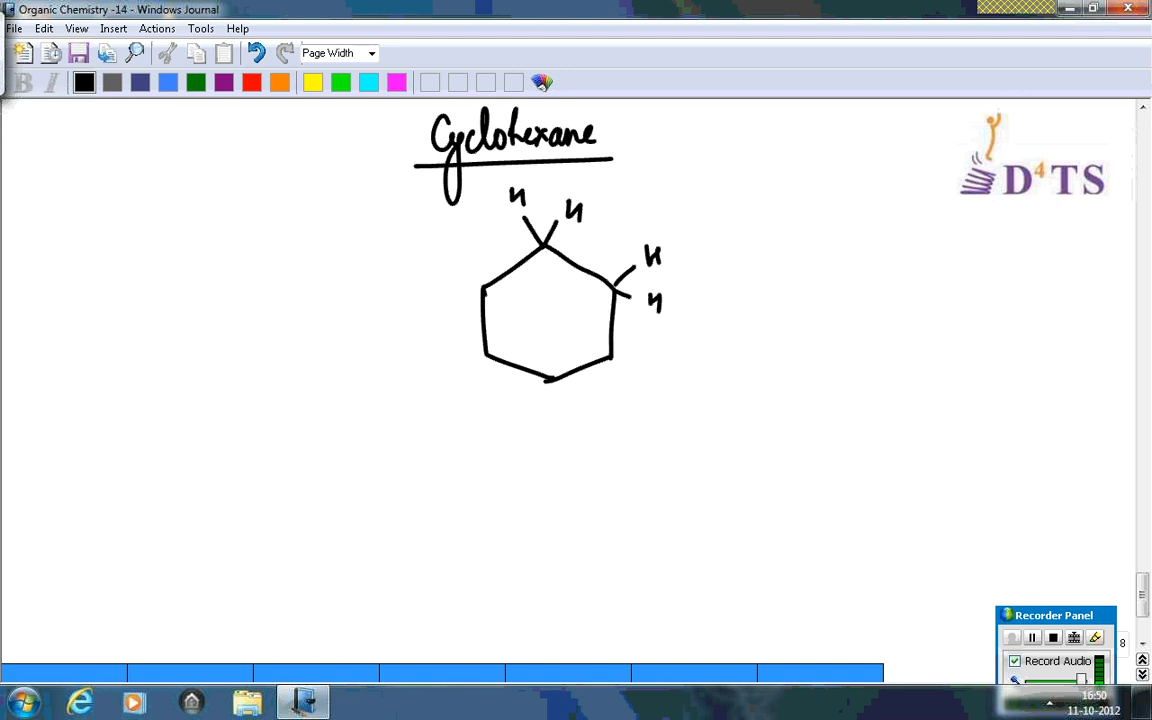 Organic Chemistry -14 - Windows Journal
File Edit View Insert Actions Tools Help
Page Width
B I
Cyclohexane
H H
H
H
D4TS
Recorder Panel
8
Record Audio
16:50
11-10-2012